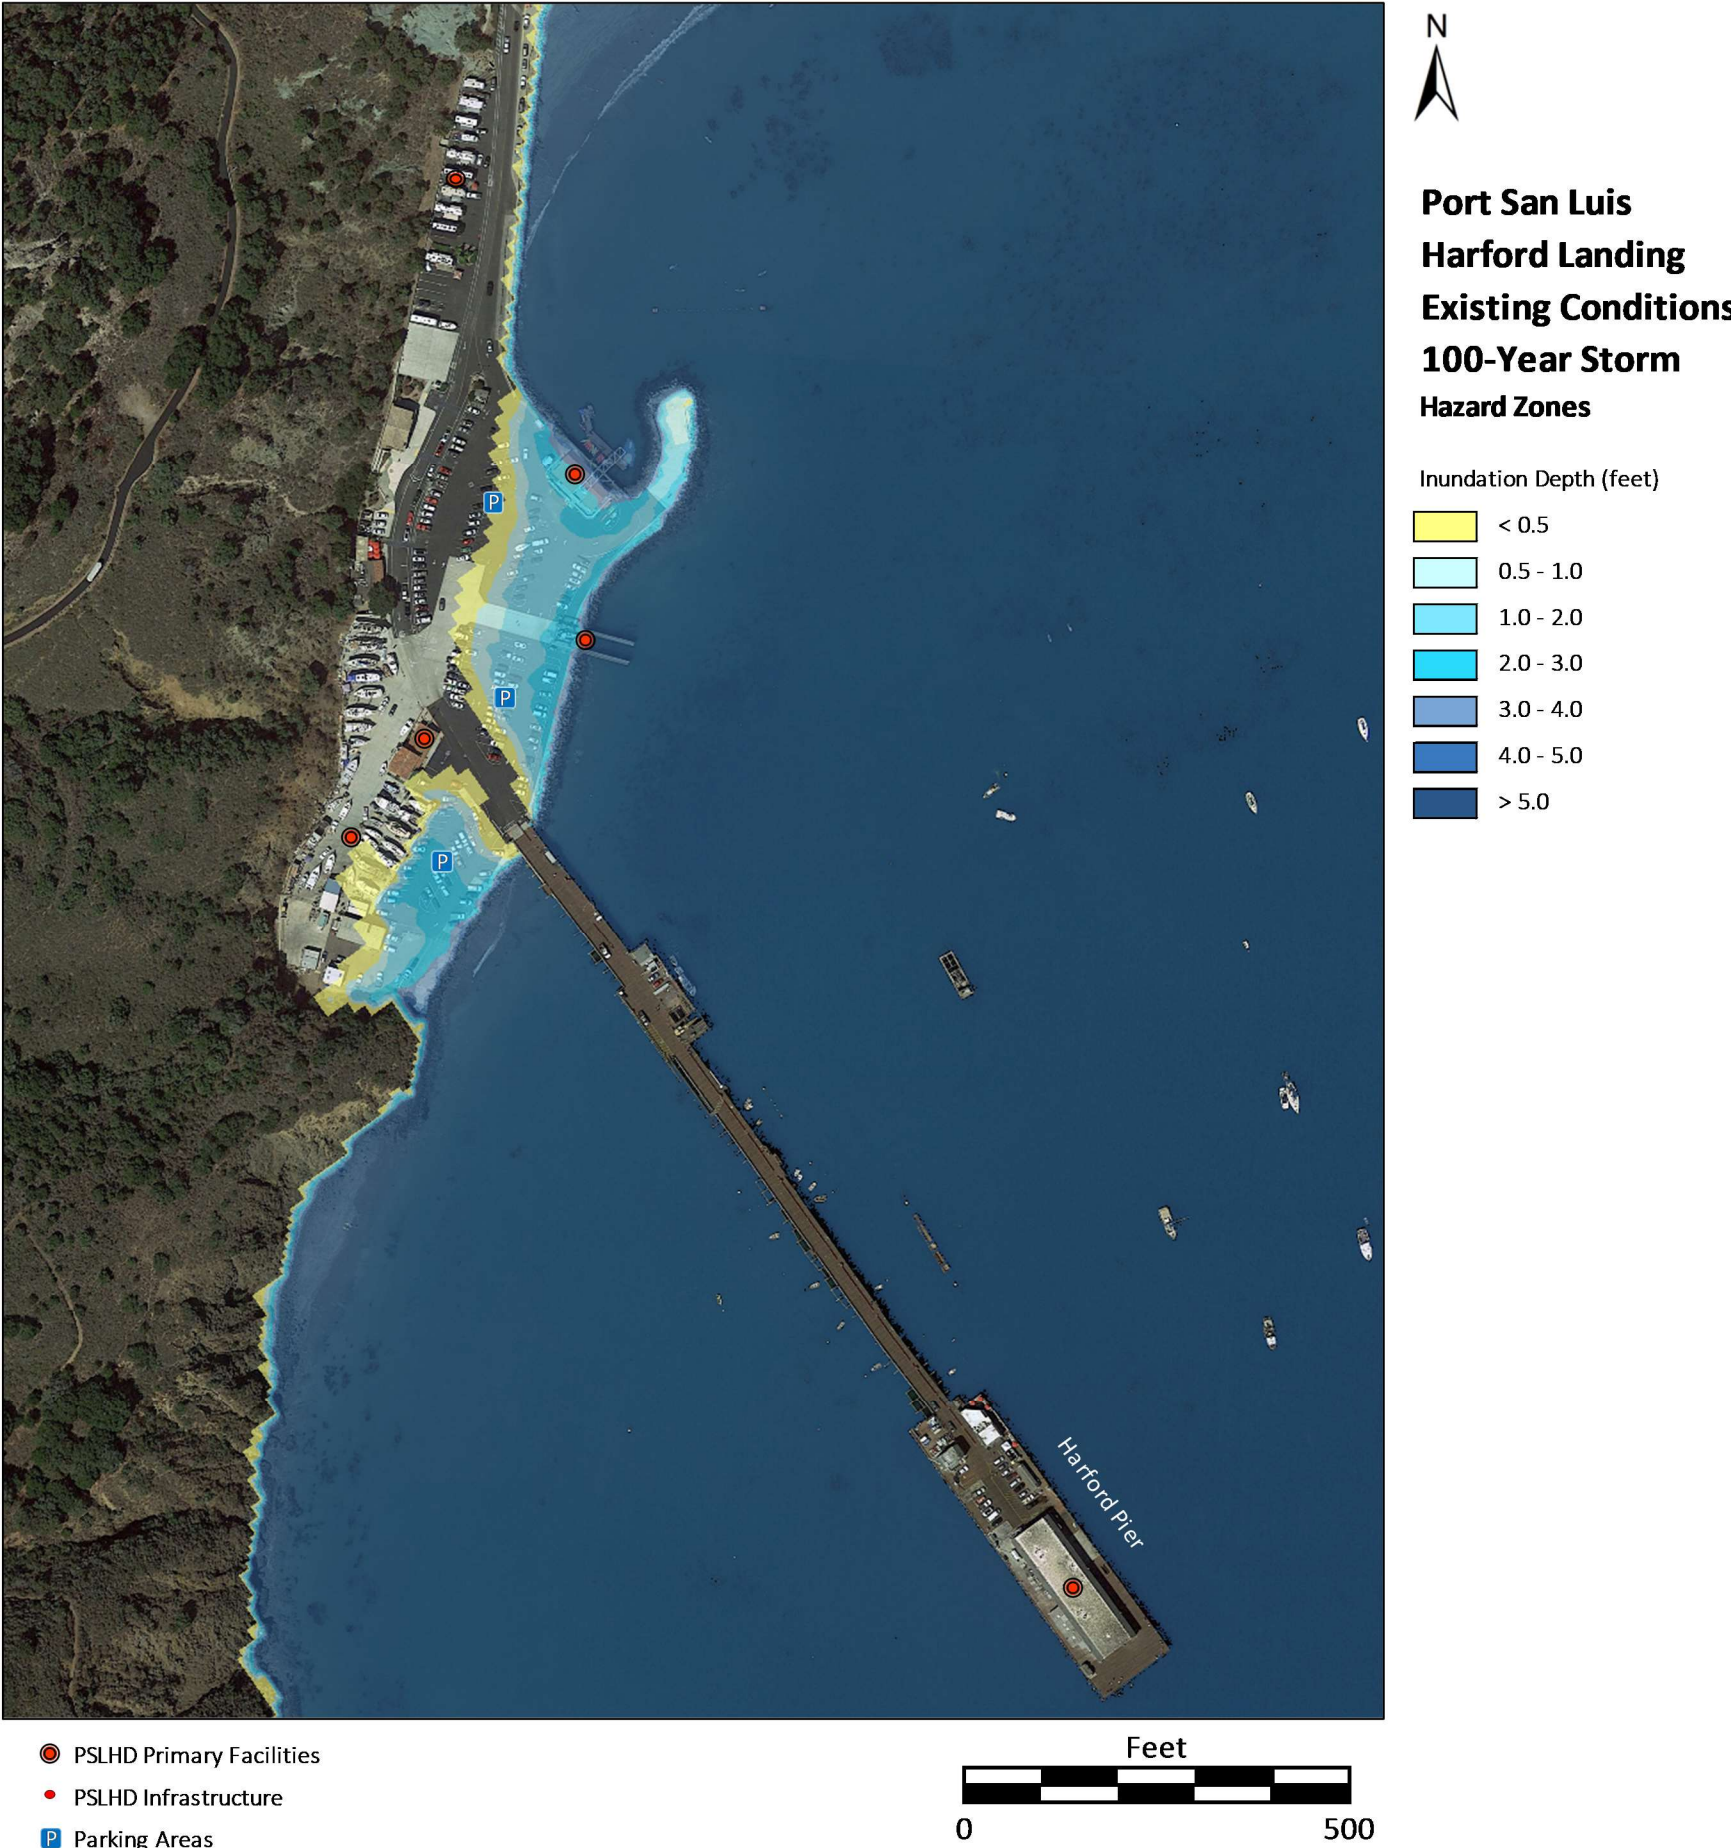 N
Port San Luis
Harford Landing
Existing Conditions
100-Year Storm
Hazard Zones
Inundation Depth (feet)
< 0.5
0.5 - 1.0
1.0 - 2.0
2.0 - 3.0
3.0 - 4.0
4.0 - 5.0
> 5.0
P
P
P
Harford Pier
PSLHD Primary Facilities
PSLHD Infrastructure
P Parking Areas
Feet
0 500